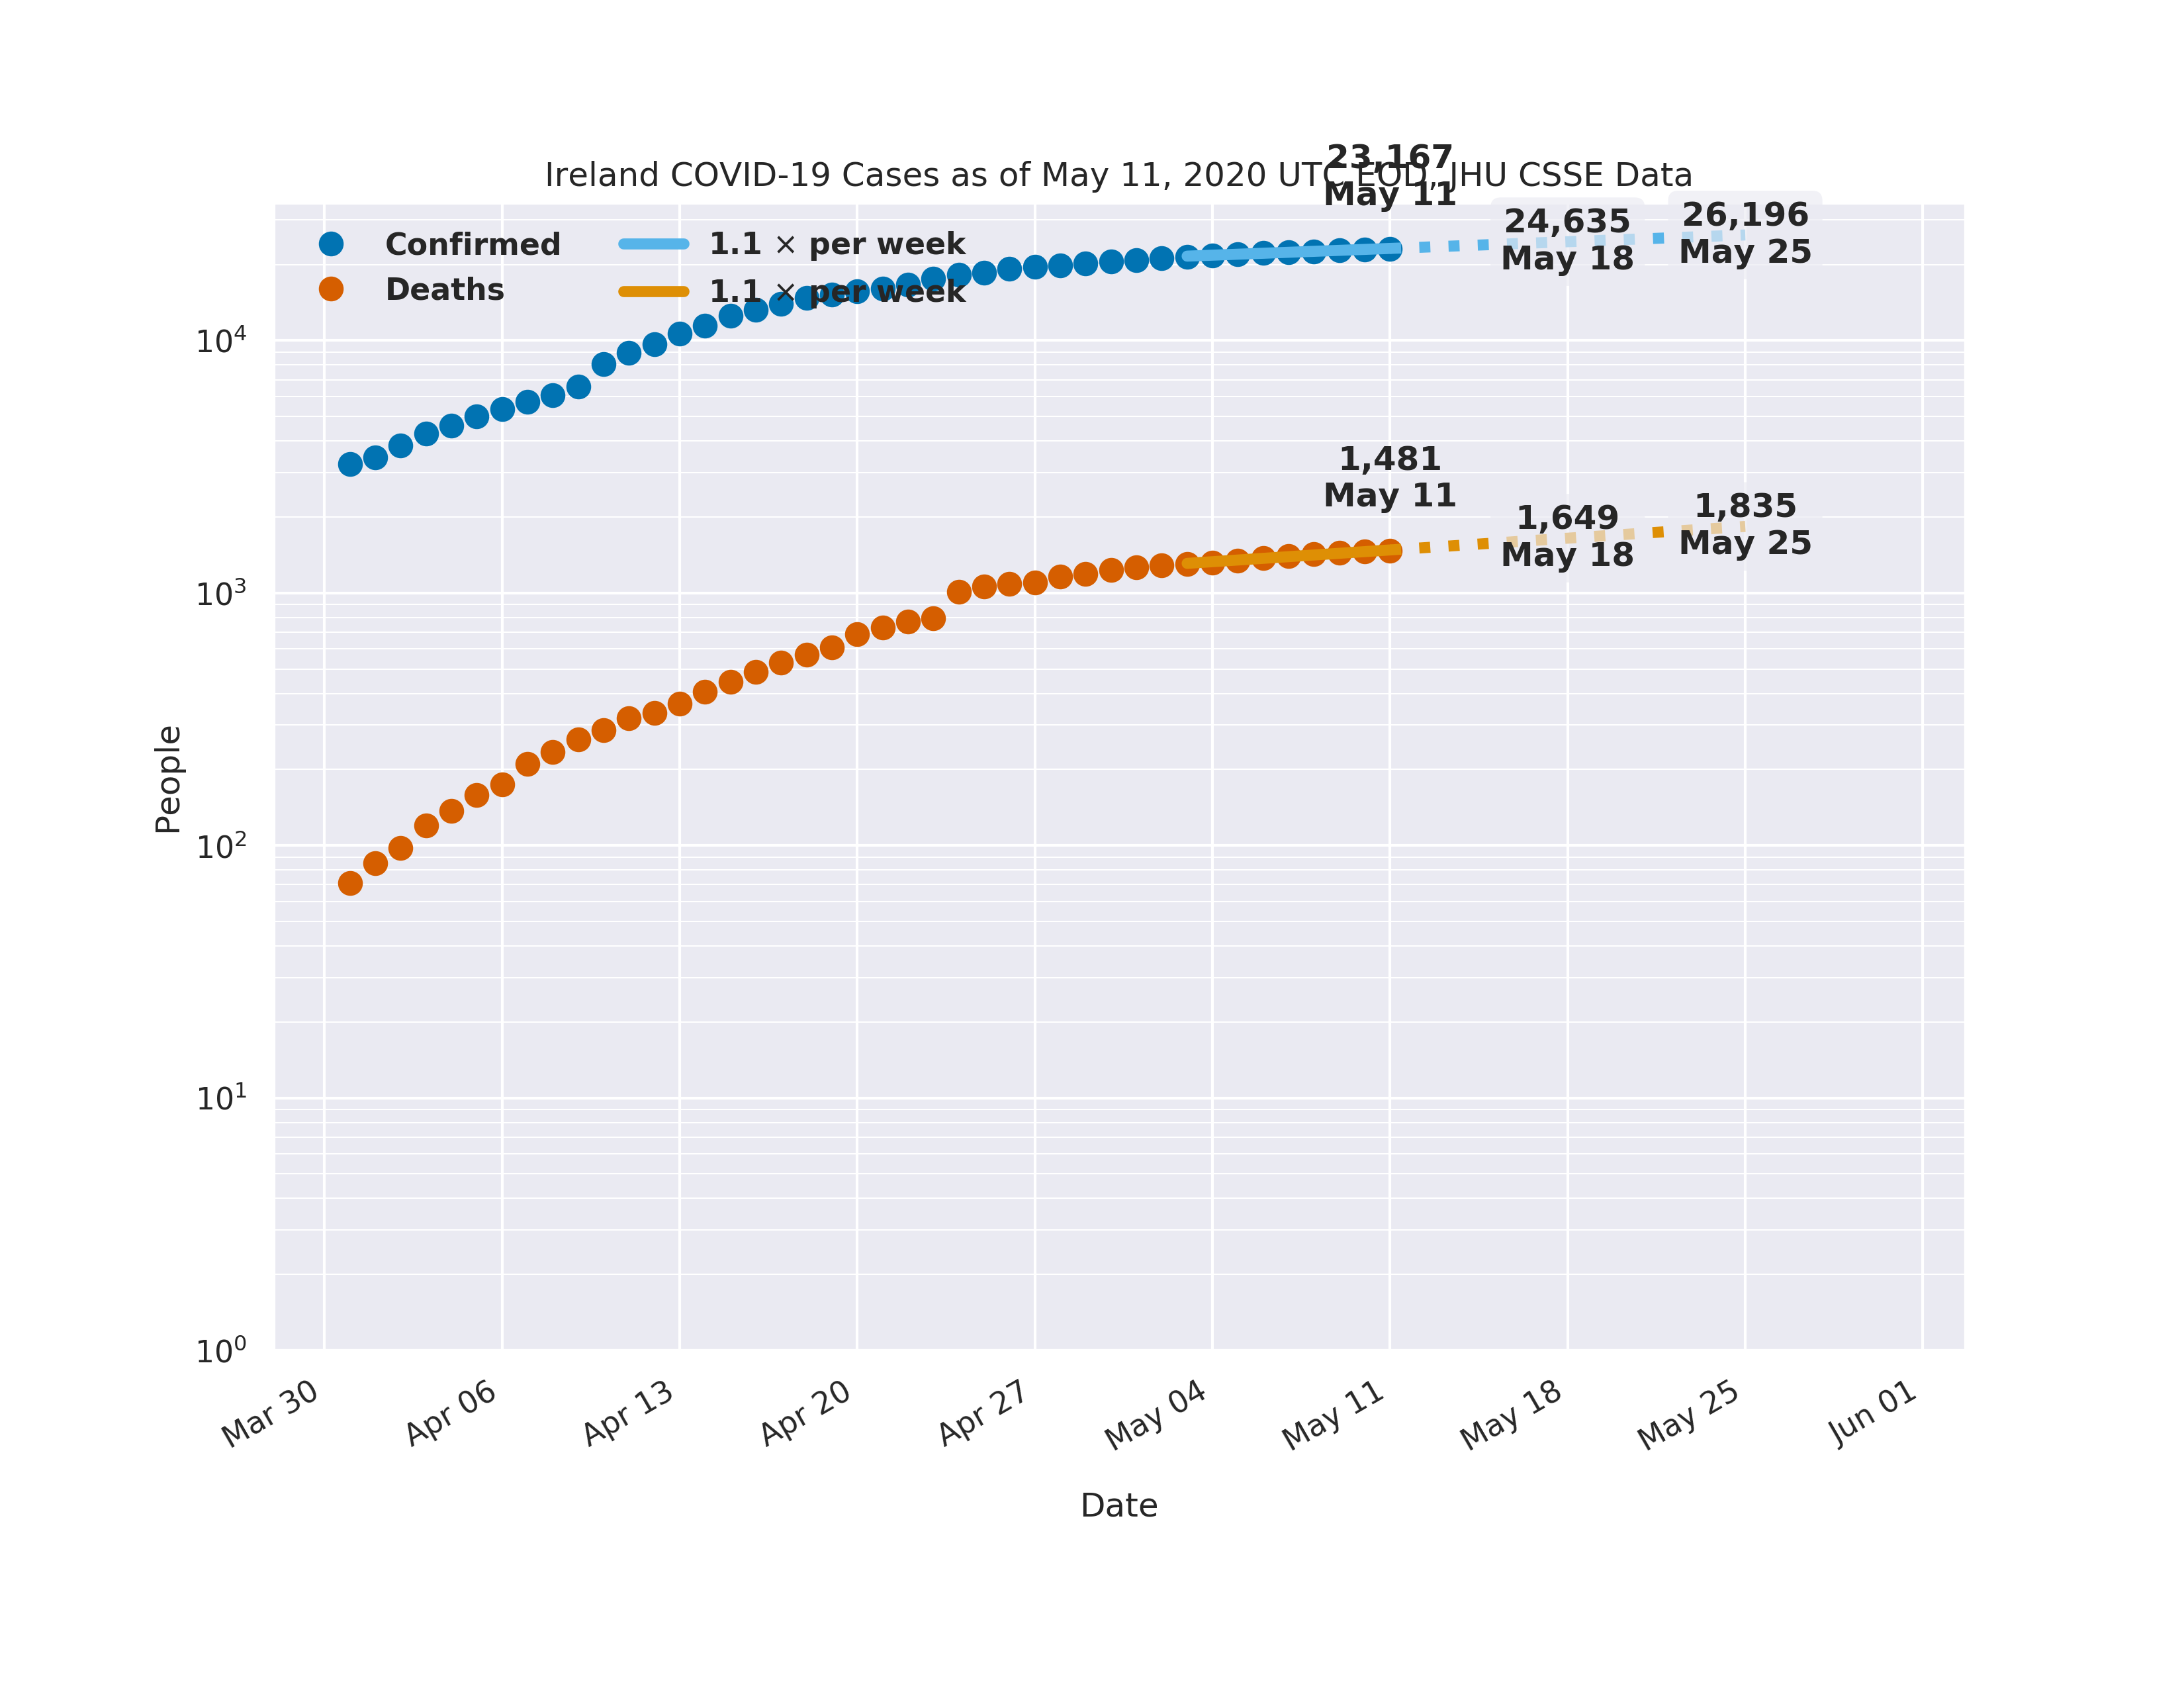 Ireland COVID-19 Cases as of May 11, 2020 UTC EOD, JHU CSSE Data
23,167
May 11
24,635
May 18
26,196
May 25
Confirmed
Deaths
1.1 × per week
1.1 × per week
1,481
May 11
1,649
May 18
1,835
May 25
People
10⁴
10³
10²
10¹
10⁰
Mar 30
Apr 06
Apr 13
Apr 20
Apr 27
May 04
May 11
May 18
May 25
Jun 01
Date